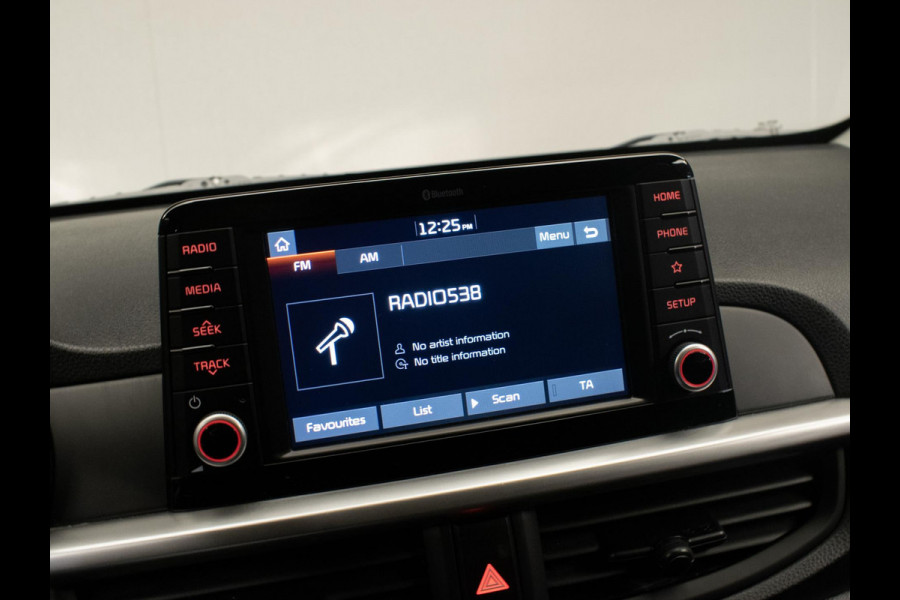 Bluetooth
12:25 PM
FM
AM
Menu
RADIO538
No artist information
No title information
Favourites
List
Scan
TA
RADIO
MEDIA
SEEK
TRACK
HOME
PHONE
SETUP